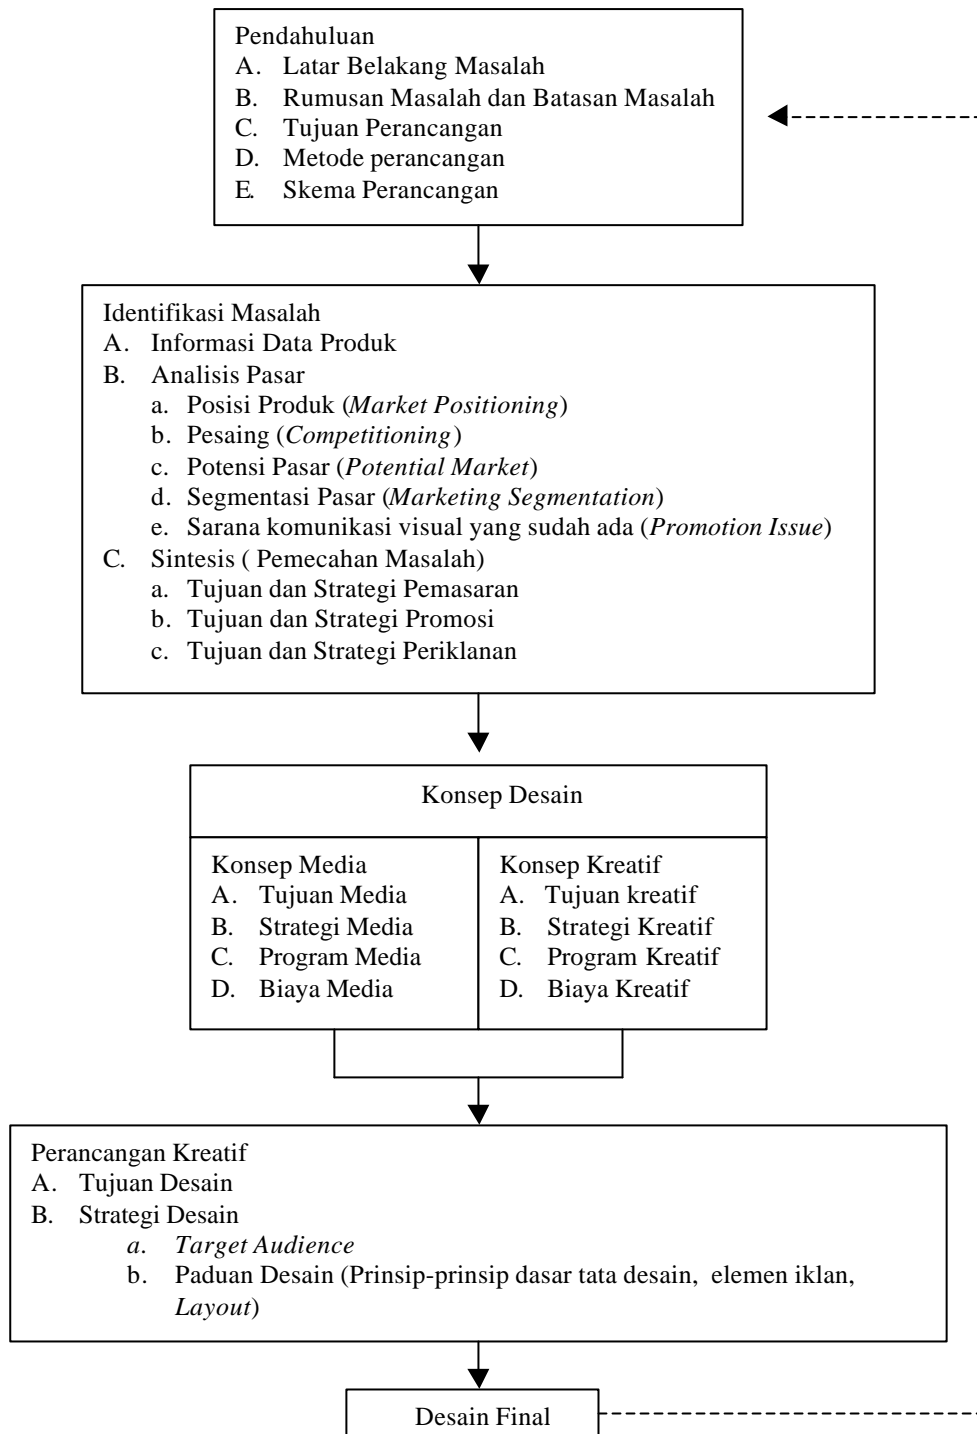 Pendahuluan
A. Latar Belakang Masalah
B. Rumusan Masalah dan Batasan Masalah
C. Tujuan Perancangan
D. Metode perancangan
E. Skema Perancangan
Identifikasi Masalah
A. Informasi Data Produk
B. Analisis Pasar
a. Posisi Produk (Market Positioning)
b. Pesaing (Competitioning)
c. Potensi Pasar (Potential Market)
d. Segmentasi Pasar (Marketing Segmentation)
e. Sarana komunikasi visual yang sudah ada (Promotion Issue)
C. Sintesis ( Pemecahan Masalah)
a. Tujuan dan Strategi Pemasaran
b. Tujuan dan Strategi Promosi
c. Tujuan dan Strategi Periklanan
Konsep Desain
Konsep Media
A. Tujuan Media
B. Strategi Media
C. Program Media
D. Biaya Media
Konsep Kreatif
A. Tujuan kreatif
B. Strategi Kreatif
C. Program Kreatif
D. Biaya Kreatif
Perancangan Kreatif
A. Tujuan Desain
B. Strategi Desain
a. Target Audience
b. Paduan Desain (Prinsip-prinsip dasar tata desain, elemen iklan,
Layout)
Desain Final